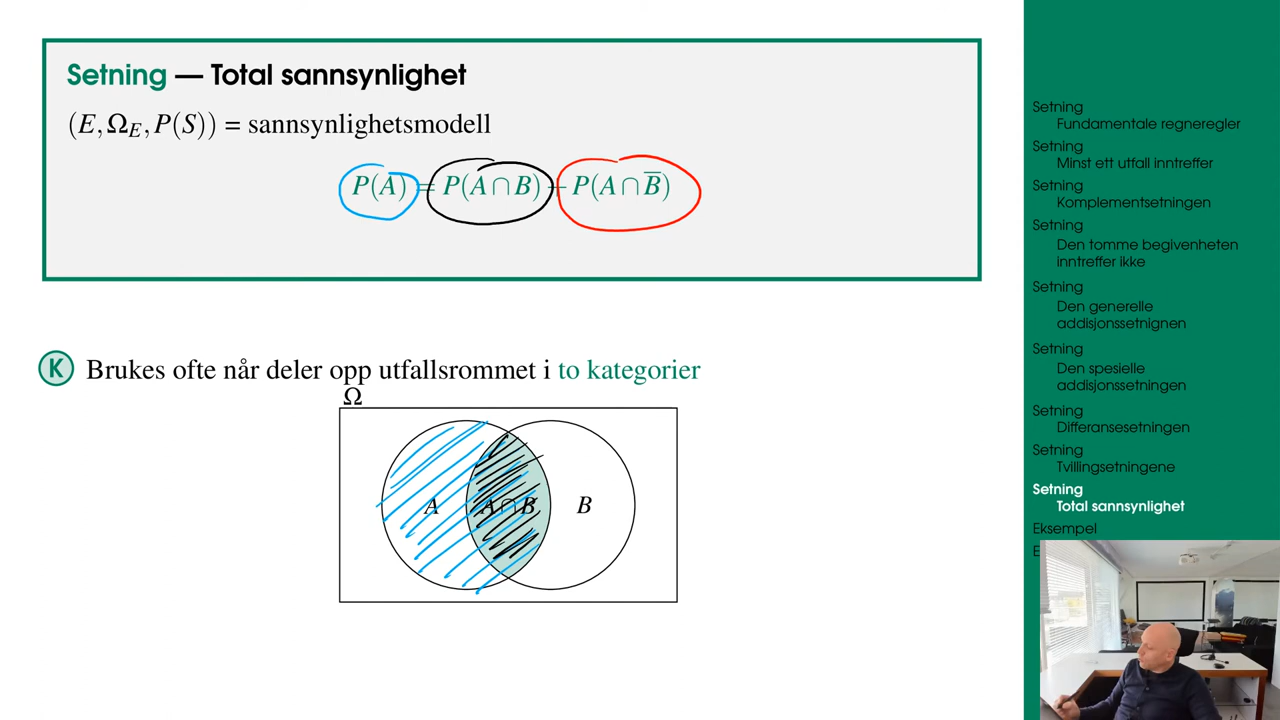 Setning — Total sannsynlighet
(E, Ω_E, P(S)) = sannsynlighetsmodell
P(A) = P(A ∩ B) + P(A ∩ B̅)
K Brukes ofte når deler opp utfallsrommet i to kategorier
Ω
A A ∩ B B
Setning
Fundamentale regneregler
Setning
Minst ett utfall inntreffer
Setning
Komplementsetningen
Setning
Den tomme begivenheten
inntreffer ikke
Setning
Den generelle
addisjonssetnignen
Setning
Den spesielle
addisjonssetningen
Setning
Differansesetningen
Setning
Tvillingsetningene
Setning
Total sannsynlighet
Eksempel